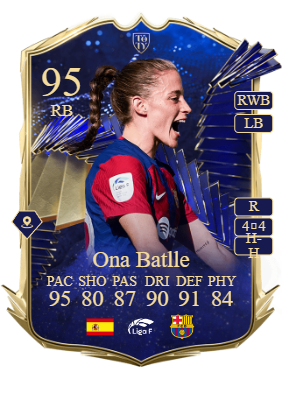 TOTY
95
RB
RWB
LB
R
4▯4
H-
H
Ona Batlle
PAC SHO PAS DRI DEF PHY
95 80 87 90 91 84
Liga F